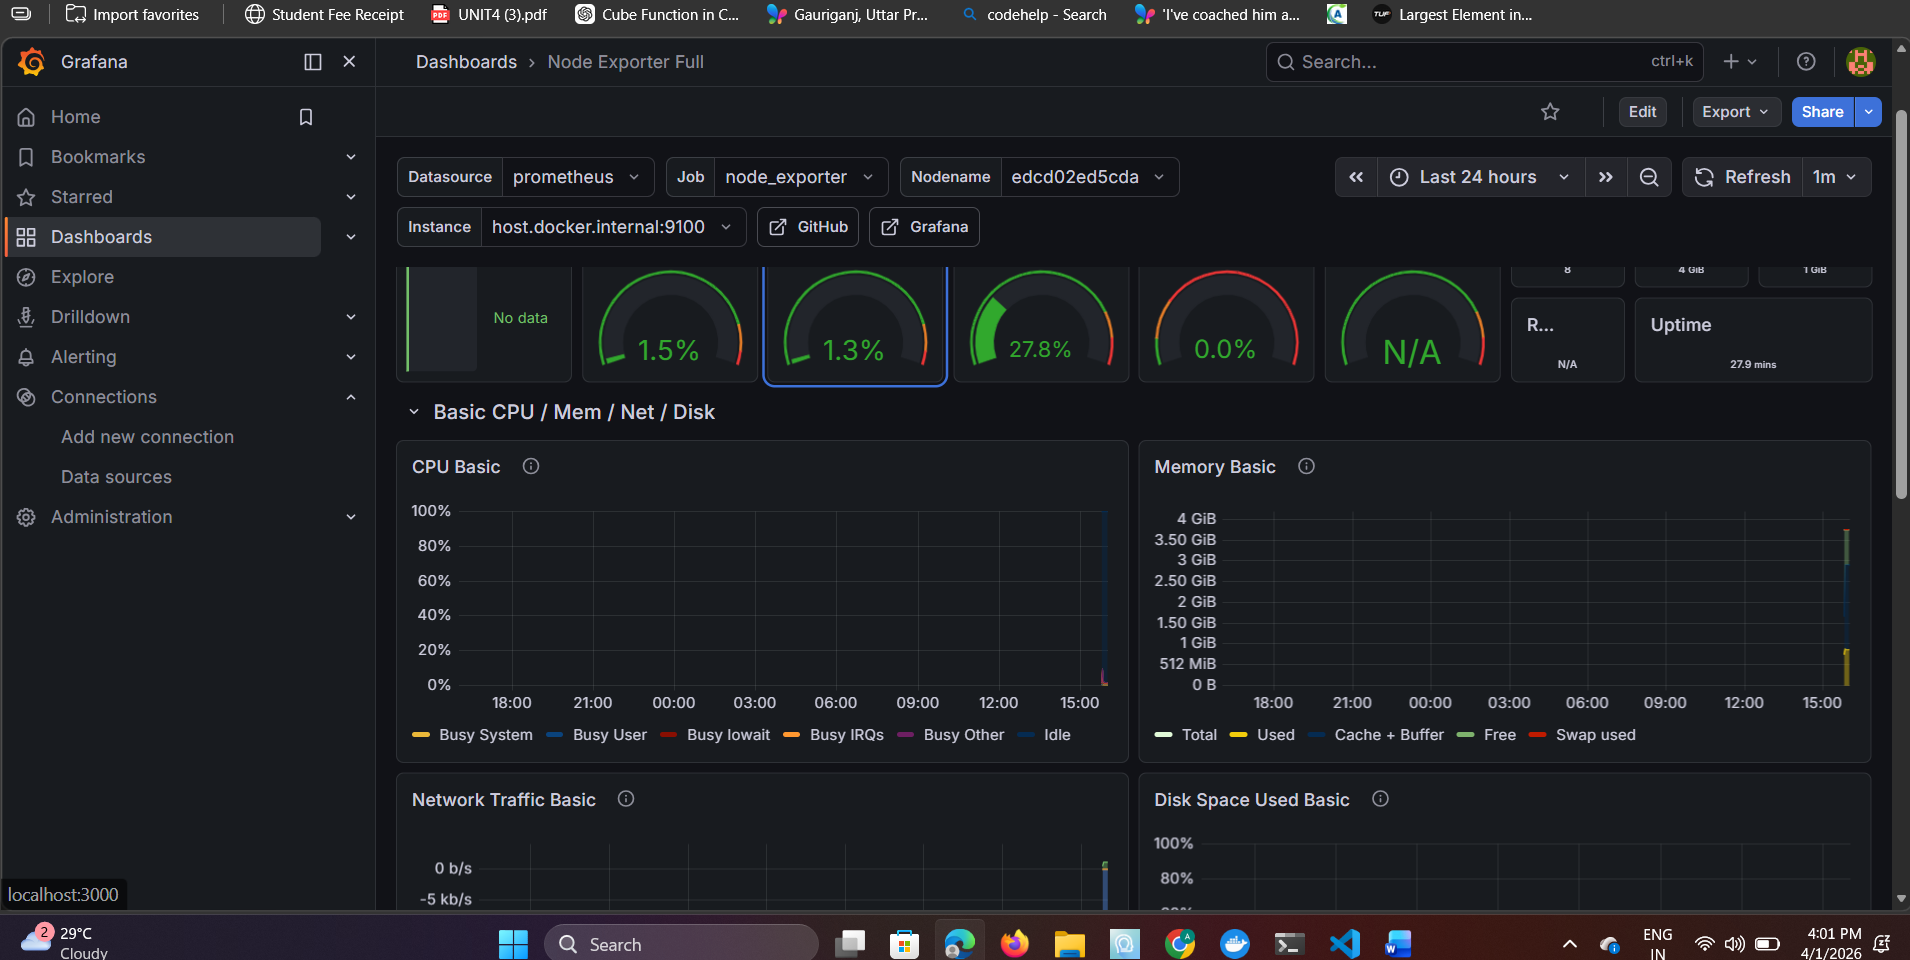 Import favorites
Student Fee Receipt
UNIT4 (3).pdf
Cube Function in C...
Gauriganj, Uttar Pr...
codehelp - Search
'I've coached him a...
Largest Element in...
Grafana
Dashboards › Node Exporter Full
Search...
ctrl+k
Home
Bookmarks
Starred
Dashboards
Explore
Drilldown
Alerting
Connections
Add new connection
Data sources
Administration
Edit
Export
Share
Datasource prometheus
Job node_exporter
Nodename edcd02ed5cda
Last 24 hours
Refresh 1m
Instance host.docker.internal:9100
GitHub
Grafana
No data
1.5%
1.3%
27.8%
0.0%
N/A
8
4 GiB
1 GiB
R...
N/A
Uptime
27.9 mins
Basic CPU / Mem / Net / Disk
CPU Basic
100%
80%
60%
40%
20%
0%
18:00 21:00 00:00 03:00 06:00 09:00 12:00 15:00
Busy System Busy User Busy Iowait Busy IRQs Busy Other Idle
Memory Basic
4 GiB
3.50 GiB
3 GiB
2.50 GiB
2 GiB
1.50 GiB
1 GiB
512 MiB
0 B
18:00 21:00 00:00 03:00 06:00 09:00 12:00 15:00
Total Used Cache + Buffer Free Swap used
Network Traffic Basic
0 b/s
-5 kb/s
Disk Space Used Basic
100%
80%
localhost:3000
2
29°C
Cloudy
Search
ENG
IN
4:01 PM
4/1/2026